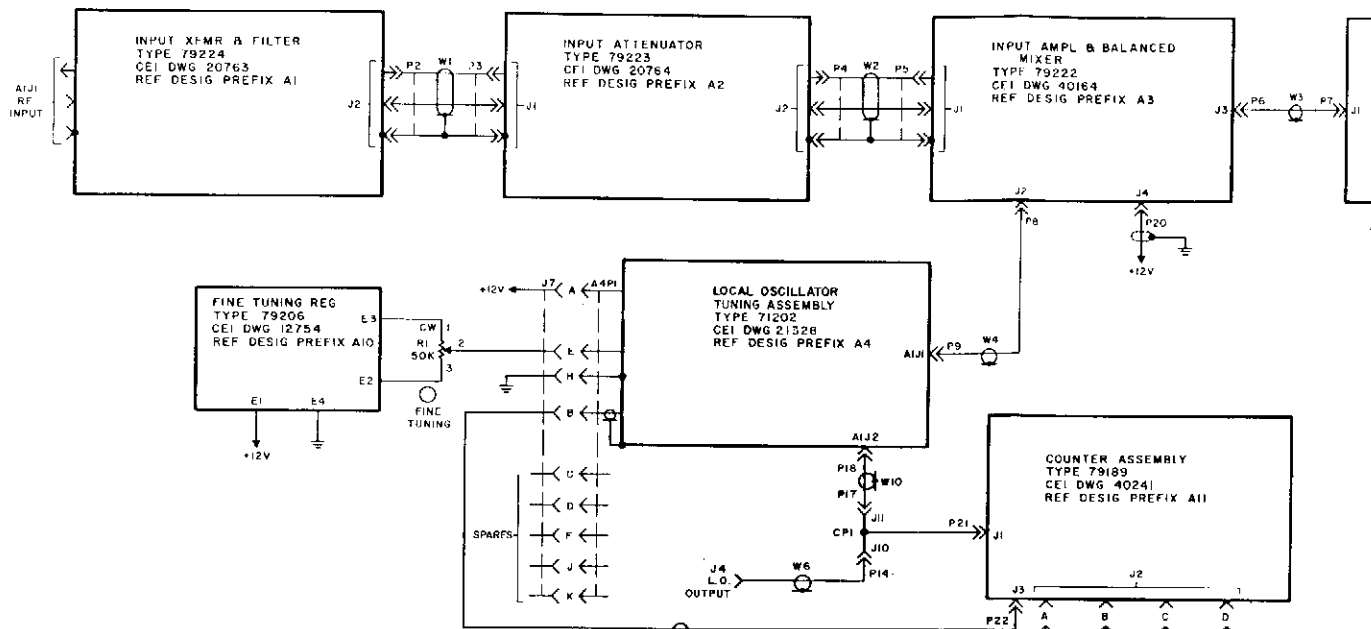 INPUT XFMR & FILTER
TYPE 79224
CEI DWG 20763
REF DESIG PREFIX A1
A1J1
RF
INPUT
J2
P2
W1
P3
J1
INPUT ATTENUATOR
TYPE 79223
CEI DWG 20764
REF DESIG PREFIX A2
J2
P4
W2
P5
J1
INPUT AMPL & BALANCED
MIXER
TYPE 79222
CEI DWG 40164
REF DESIG PREFIX A3
J3
P6
W3
P7
J1
J2
J4
P8
P20
+12V
FINE TUNING REG
TYPE 79206
CEI DWG 12754
REF DESIG PREFIX A10
E3
E2
E1
E4
+12V
CW
1
R1
50K
2
3
FINE
TUNING
+12V
J7
A
A4P1
E
H
B
C
D
F
J
K
SPARES
LOCAL OSCILLATOR
TUNING ASSEMBLY
TYPE 71202
CEI DWG 21328
REF DESIG PREFIX A4
A1J1
P9
W4
A1J2
P18
W10
P17
J11
CP1
J10
P14
P21
J1
J4
L.O.
OUTPUT
W6
COUNTER ASSEMBLY
TYPE 79189
CEI DWG 40241
REF DESIG PREFIX A11
J2
J3
P22
A
B
C
D